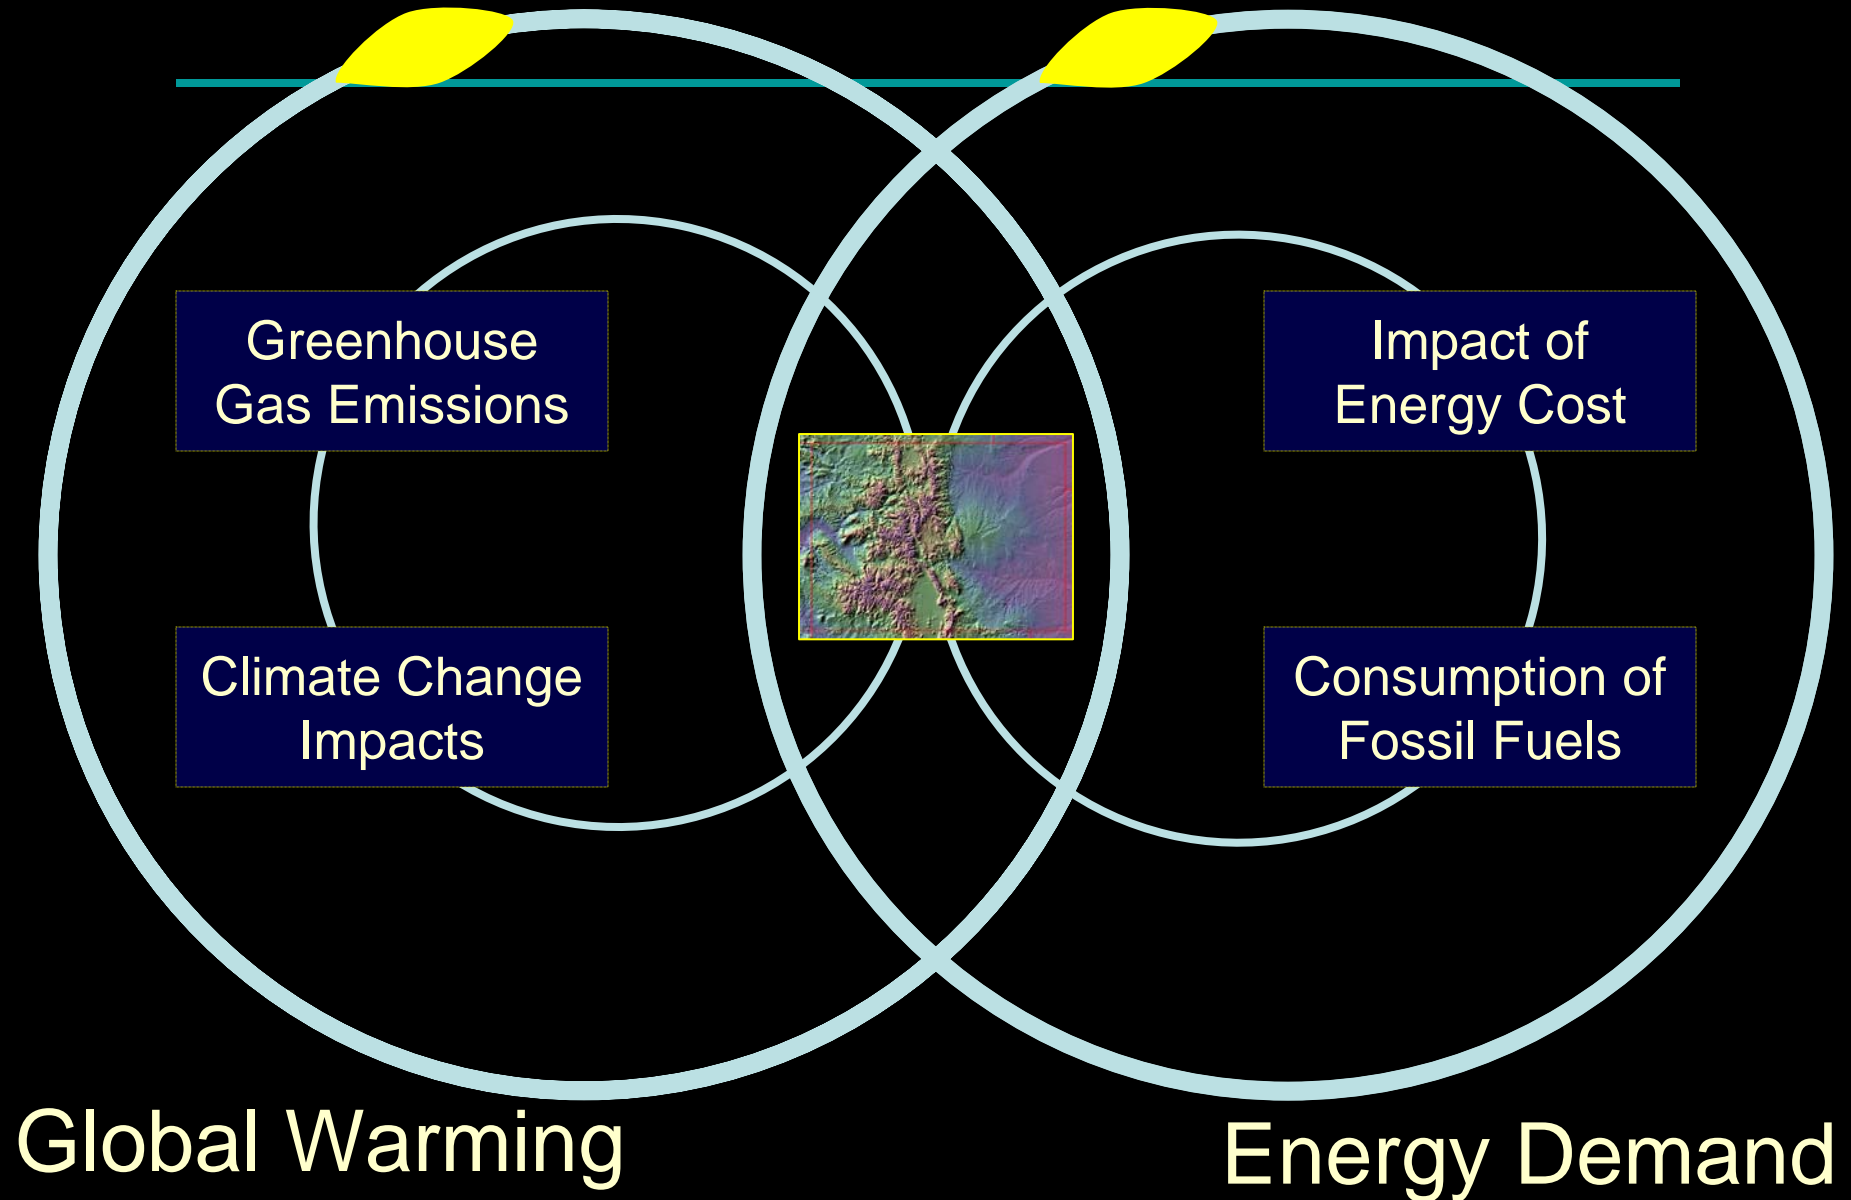 Greenhouse
Gas Emissions
Impact of
Energy Cost
Climate Change
Impacts
Consumption of
Fossil Fuels
Global Warming
Energy Demand